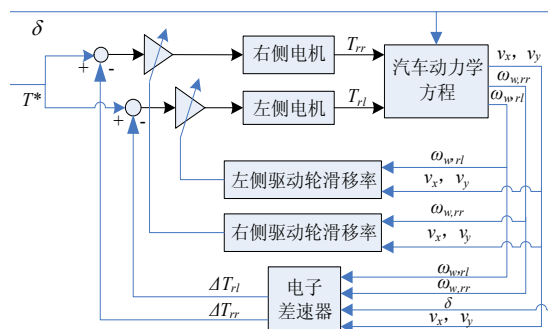 δ
T*
+
-
+
-
右侧电机
T_rr
左侧电机
T_rl
汽车动力学
方程
v_x，v_y
ω_w,rr
ω_w,rl
左侧驱动轮滑移率
ω_w,rl
v_x，v_y
右侧驱动轮滑移率
ω_w,rr
v_x，v_y
ΔT_rl
ΔT_rr
电子
差速器
ω_w,rl
ω_w,rr
δ
v_x，v_y